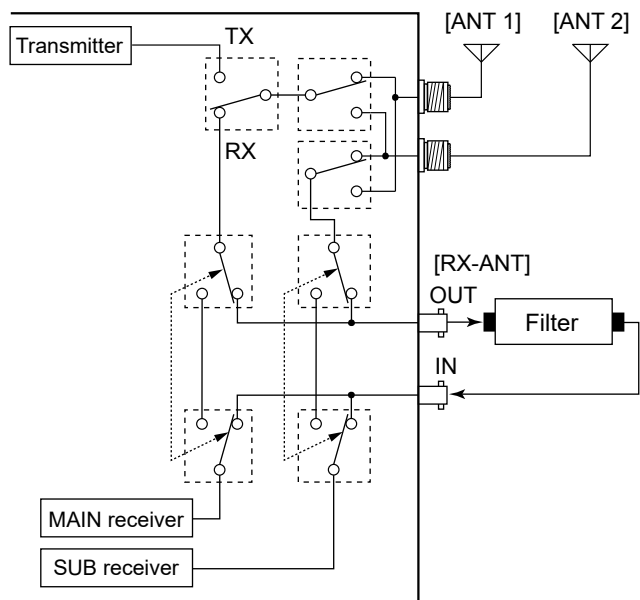 [ANT 1]
[ANT 2]
Transmitter
TX
RX
[RX-ANT]
OUT
Filter
IN
MAIN receiver
SUB receiver